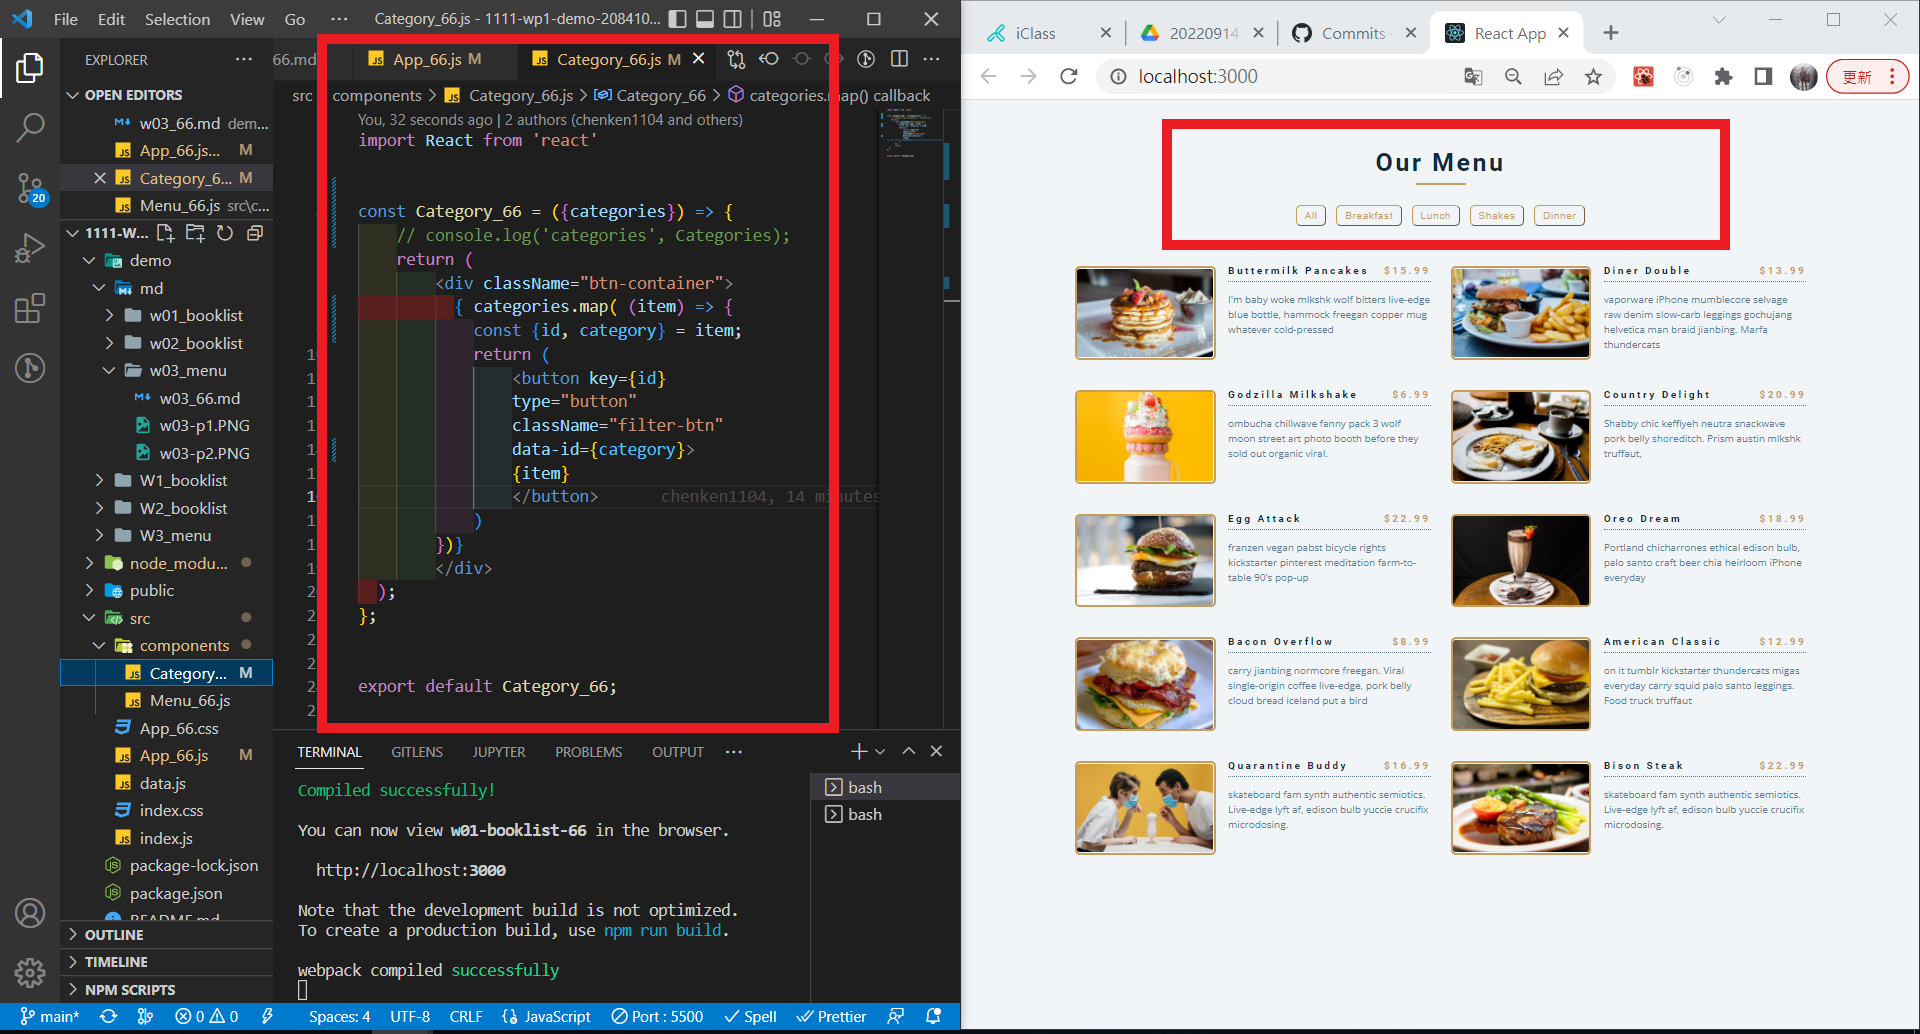 File Edit Selection View Go ··· Category_66.js - 1111-wp1-demo-208410...
EXPLORER
OPEN EDITORS
w03_66.md dem...
App_66.js... M
Category_6... M
Menu_66.js src\c...
1111-W...
demo
md
w01_booklist
w02_booklist
w03_menu
w03_66.md
w03-p1.PNG
w03-p2.PNG
W1_booklist
W2_booklist
W3_menu
node_modu...
public
src
components
Category... M
Menu_66.js
App_66.css
App_66.js M
data.js
index.css
index.js
package-lock.json
package.json
README.md
OUTLINE
TIMELINE
NPM SCRIPTS
20
66.md App_66.js M Category_66.js M
src components > Category_66.js > Category_66 > categories.map() callback
You, 32 seconds ago | 2 authors (chenken1104 and others)
import React from 'react'
const Category_66 = ({categories}) => {
// console.log('categories', Categories);
return (
<div className="btn-container">
{ categories.map( (item) => {
const {id, category} = item;
return (
<button key={id}
type="button"
className="filter-btn"
data-id={category}>
{item}
</button> chenken1104, 14 minutes
)
})}
</div>
);
};
export default Category_66;
TERMINAL GITLENS JUPYTER PROBLEMS OUTPUT ···
Compiled successfully!
You can now view w01-booklist-66 in the browser.
http://localhost:3000
Note that the development build is not optimized.
To create a production build, use npm run build.
webpack compiled successfully
bash
bash
main* 0 0 Spaces: 4 UTF-8 CRLF JavaScript Port : 5500 Spell Prettier
iClass 20220914 Commits React App
localhost:3000 更新
Our Menu
All Breakfast Lunch Shakes Dinner
Buttermilk Pancakes $15.99
I'm baby woke mlkshk wolf bitters live-edge
blue bottle, hammock freegan copper mug
whatever cold-pressed
Diner Double $13.99
vaporware iPhone mumblecore selvage
raw denim slow-carb leggings gochujang
helvetica man braid jianbing. Marfa
thundercats
Godzilla Milkshake $6.99
ombucha chillwave fanny pack 3 wolf
moon street art photo booth before they
sold out organic viral.
Country Delight $20.99
Shabby chic keffiyeh neutra snackwave
pork belly shoreditch. Prism austin mlkshk
truffaut,
Egg Attack $22.99
franzen vegan pabst bicycle rights
kickstarter pinterest meditation farm-to-
table 90's pop-up
Oreo Dream $18.99
Portland chicharrones ethical edison bulb,
palo santo craft beer chia heirloom iPhone
everyday
Bacon Overflow $8.99
carry jianbing normcore freegan. Viral
single-origin coffee live-edge, pork belly
cloud bread iceland put a bird
American Classic $12.99
on it tumblr kickstarter thundercats migas
everyday carry squid palo santo leggings.
Food truck truffaut
Quarantine Buddy $16.99
skateboard fam synth authentic semiotics.
Live-edge lyft af, edison bulb yuccie crucifix
microdosing.
Bison Steak $22.99
skateboard fam synth authentic semiotics.
Live-edge lyft af, edison bulb yuccie crucifix
microdosing.